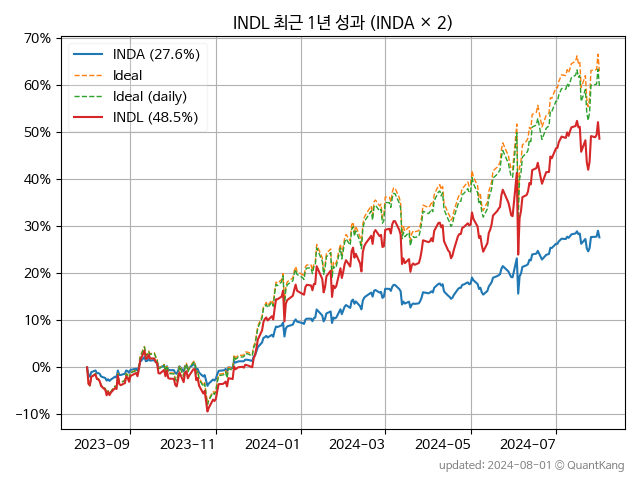 INDL 최근 1년 성과 (INDA × 2)
70%
60%
50%
40%
30%
20%
10%
0%
−10%
INDA (27.6%)
Ideal
Ideal (daily)
INDL (48.5%)
2023-09
2023-11
2024-01
2024-03
2024-05
2024-07
updated: 2024-08-01 © QuantKang